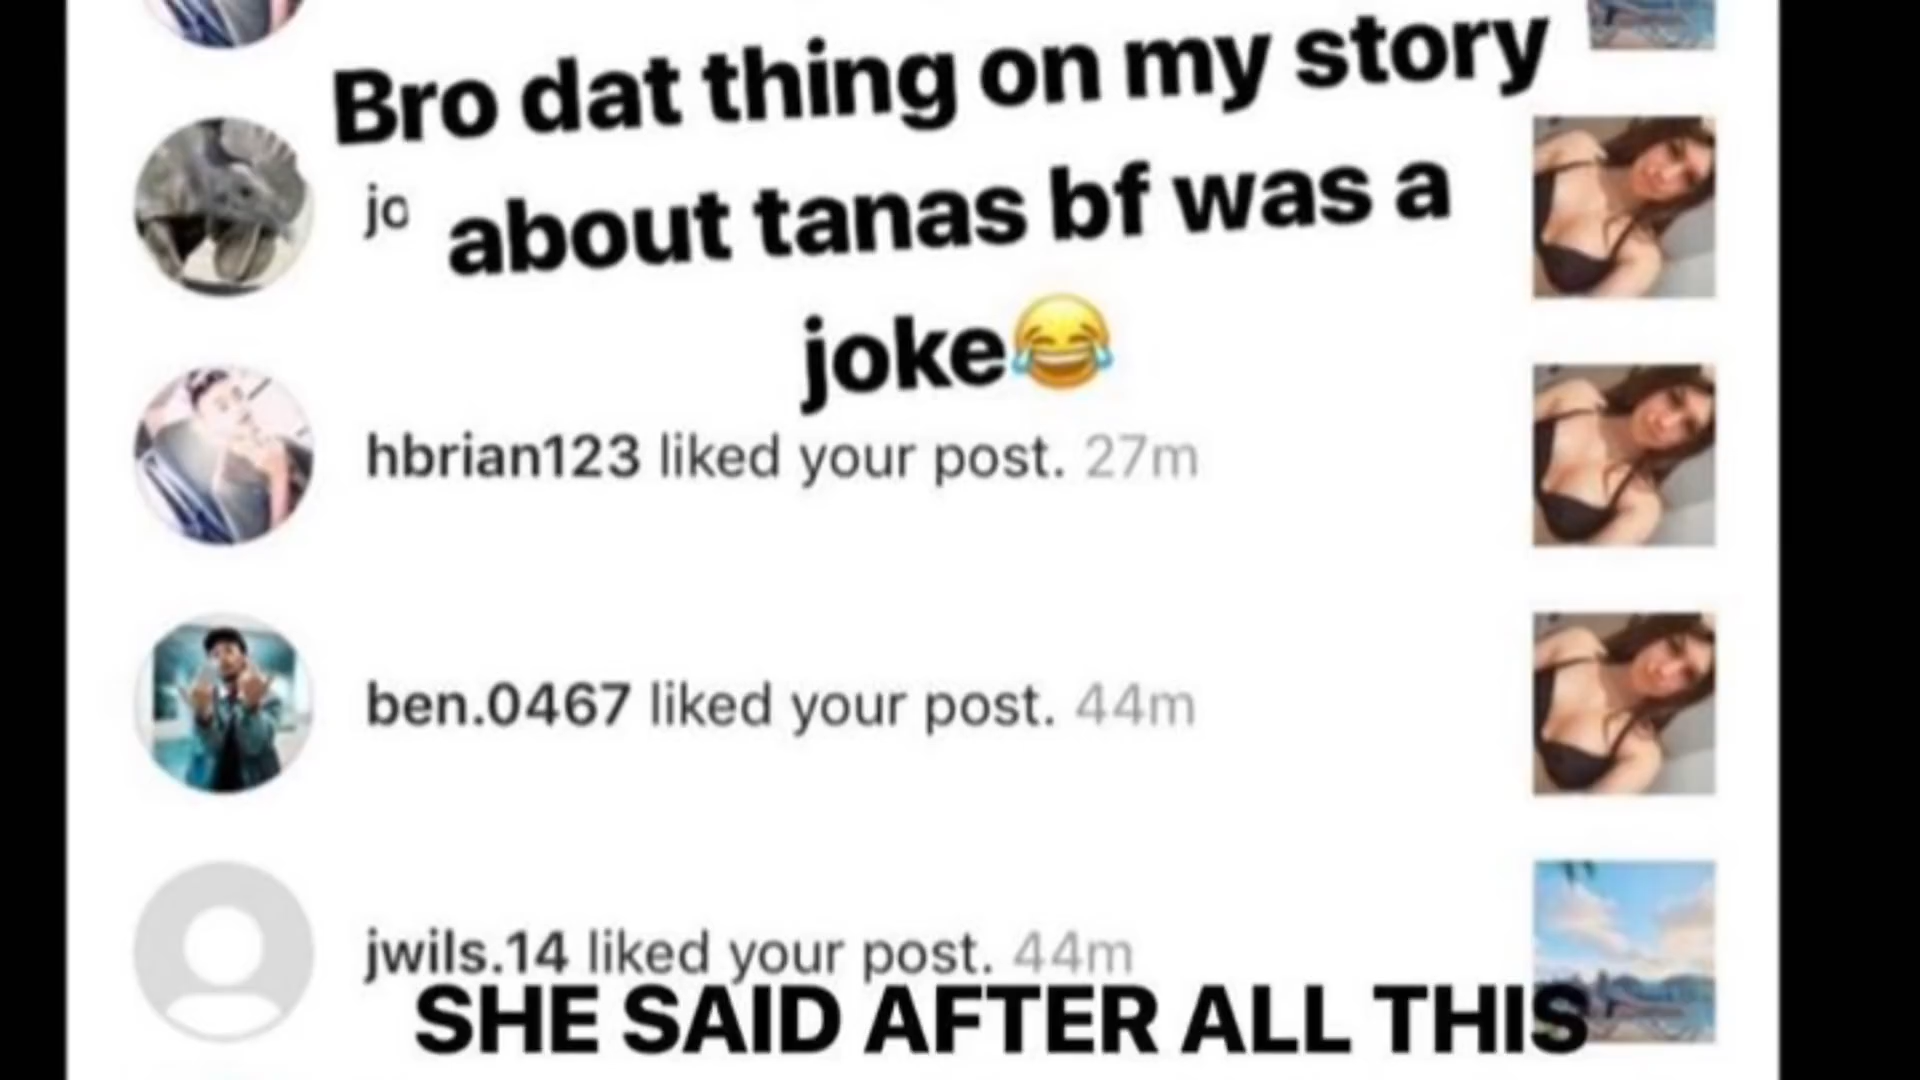 Bro dat thing on my story
jo about tanas bf was a
joke😂
hbrian123 liked your post. 27m
ben.0467 liked your post. 44m
jwils.14 liked your post. 44m
SHE SAID AFTER ALL THIS